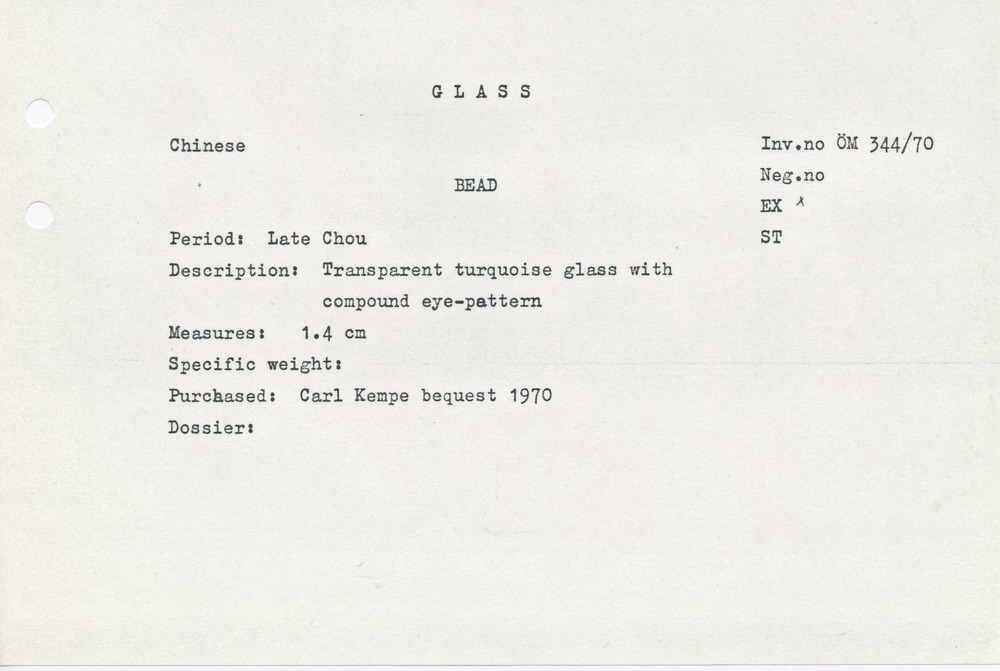 G L A S S
Chinese
Inv.no ÖM 344/70
BEAD
Neg.no
EX x
Period: Late Chou
ST
Description: Transparent turquoise glass with
compound eye-pattern
Measures: 1.4 cm
Specific weight:
Purchased: Carl Kempe bequest 1970
Dossier: